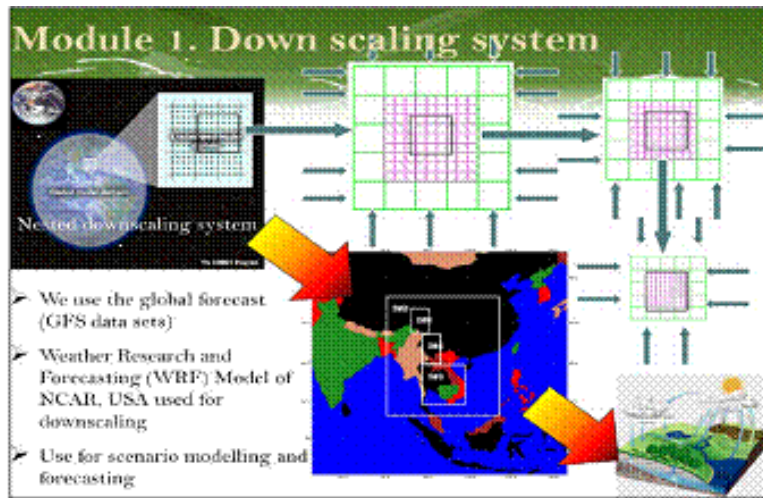 Module 1. Down scaling system
Nested downscaling system
We use the global forecast
(GFS data sets)
Weather Research and
Forecasting (WRF) Model of
NCAR, USA used for
downscaling
Use for scenario modelling and
forecasting